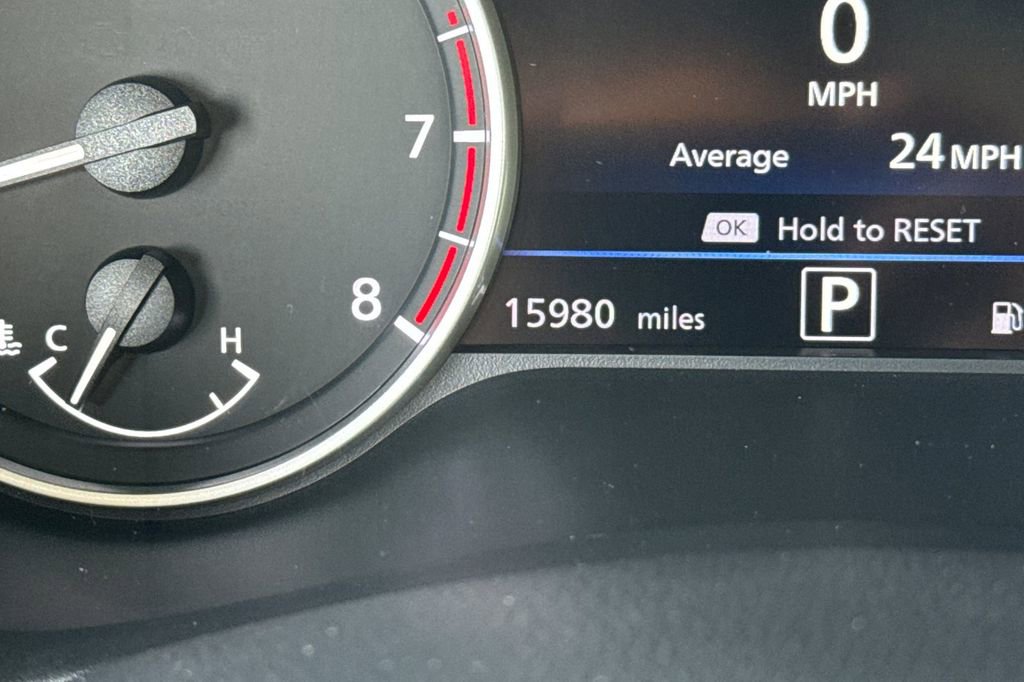 0
MPH
7
Average 24 MPH
OK Hold to RESET
8
15980 miles P
C H